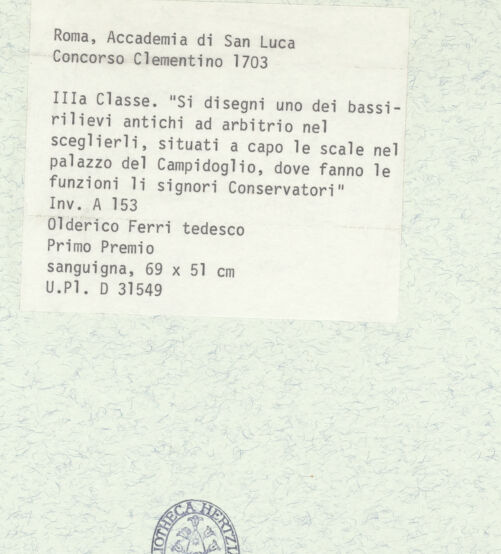 Roma, Accademia di San Luca
Concorso Clementino 1703
IIIa Classe. "Si disegni uno dei bassi-
rilievi antichi ad arbitrio nel
sceglierli, situati a capo le scale nel
palazzo del Campidoglio, dove fanno le
funzioni li signori Conservatori"
Inv. A 153
Olderico Ferri tedesco
Primo Premio
sanguigna, 69 x 51 cm
U.Pl. D 31549